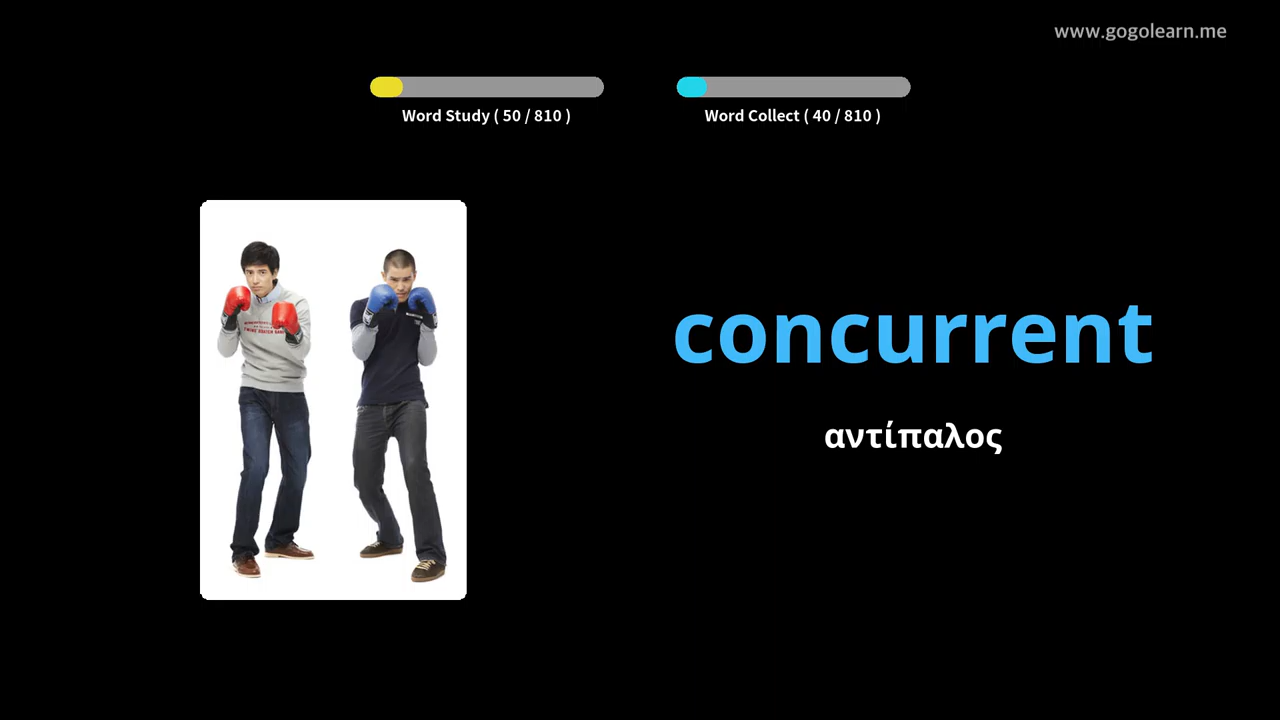 www.gogolearn.me
Word Study ( 50 / 810 )
Word Collect ( 40 / 810 )
concurrent
αντίπαλος